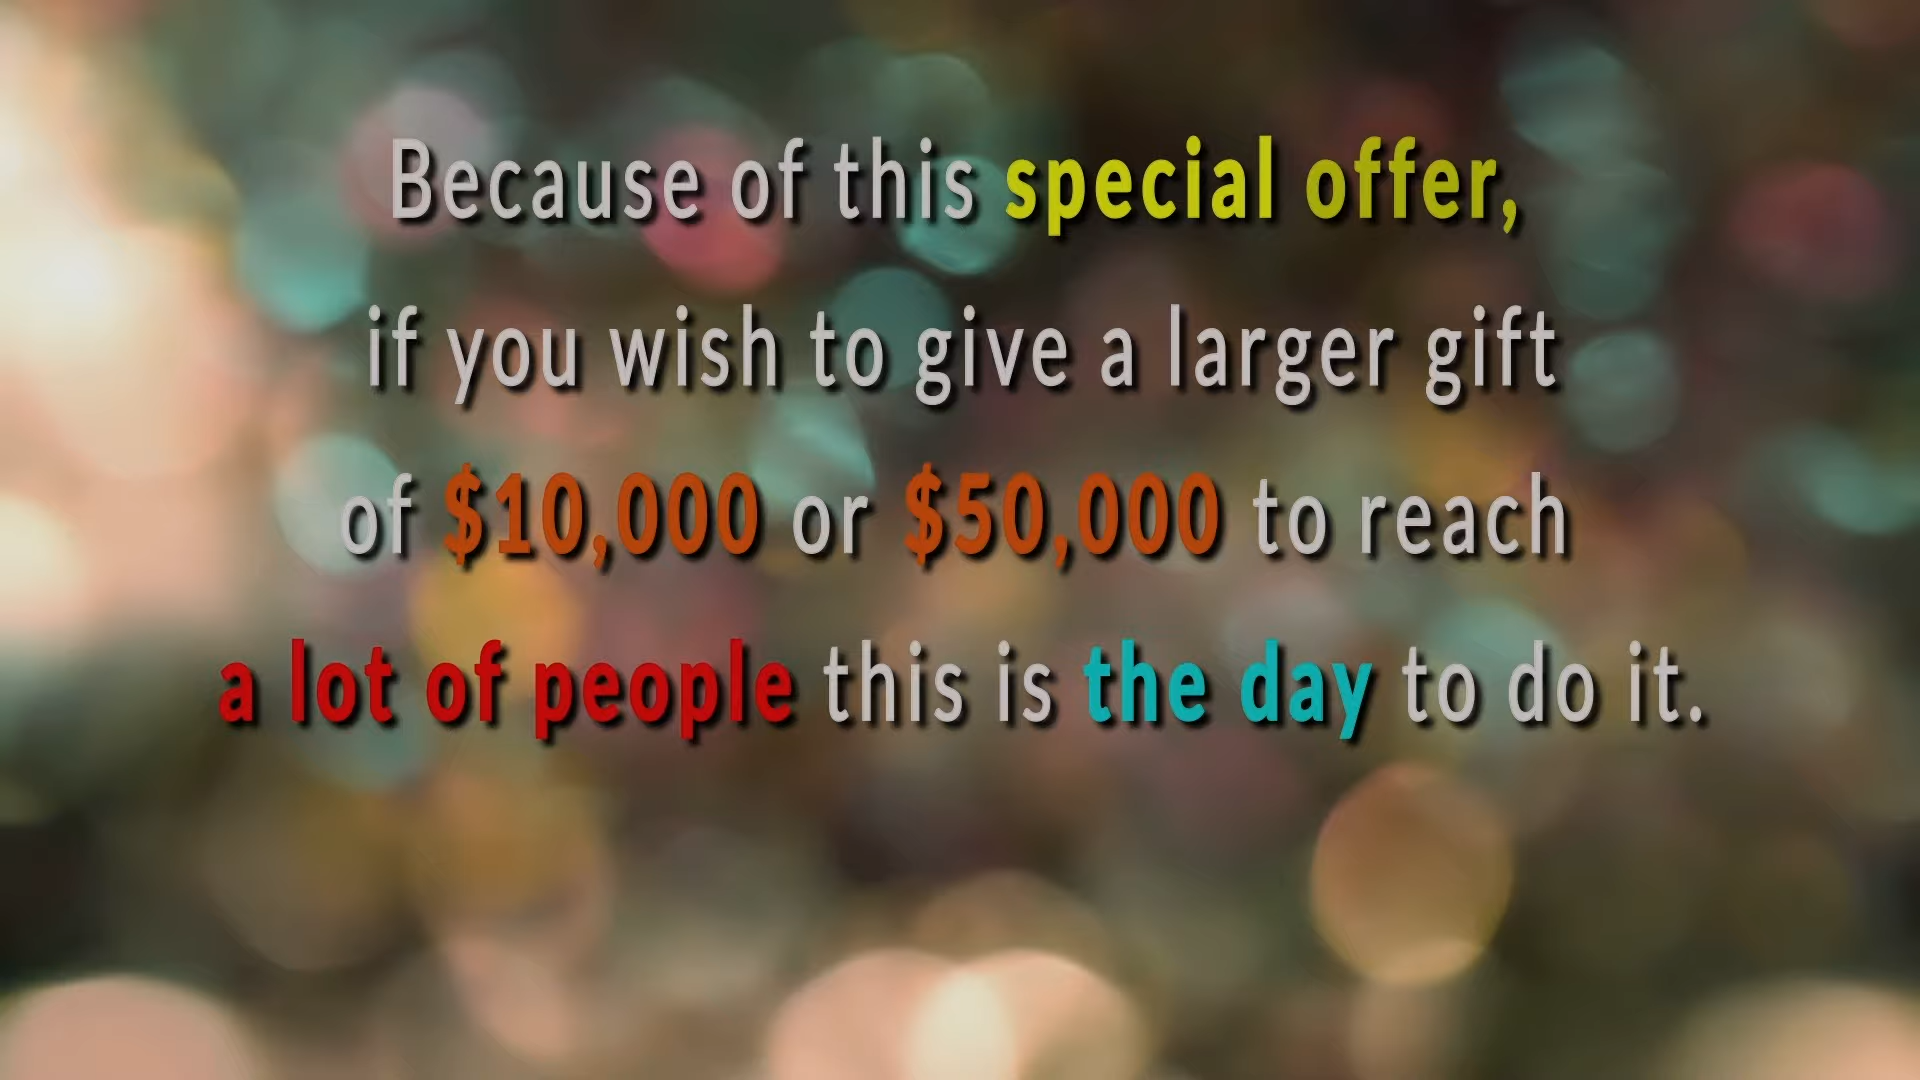 Because of this special offer,
if you wish to give a larger gift
of $10,000 or $50,000 to reach
a lot of people this is the day to do it.